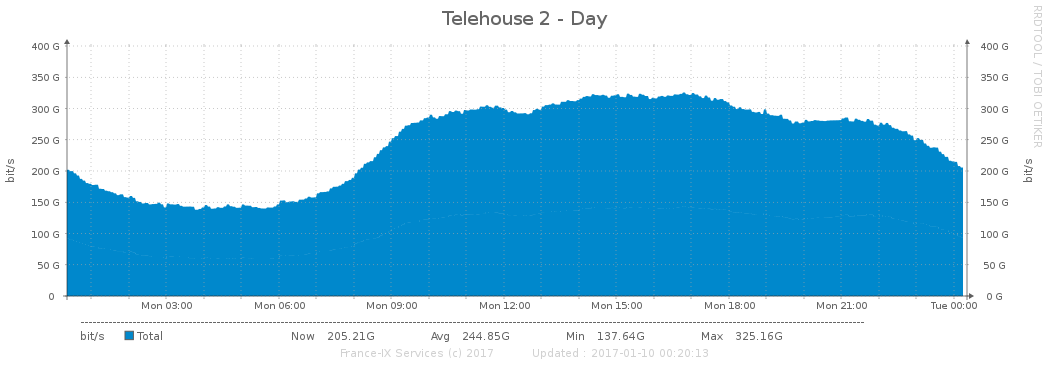 Telehouse 2 - Day
RRDTOOL / TOBI OETIKER
400 G 400 G
350 G 350 G
300 G 300 G
250 G 250 G
200 G 200 G
150 G 150 G
100 G 100 G
50 G 50 G
0 0 G
bit/s bit/s
Mon 03:00 Mon 06:00 Mon 09:00 Mon 12:00 Mon 15:00 Mon 18:00 Mon 21:00 Tue 00:00
bit/s Total Now 205.21G Avg 244.85G Min 137.64G Max 325.16G
France-IX Services (c) 2017 Updated : 2017-01-10 00:20:13